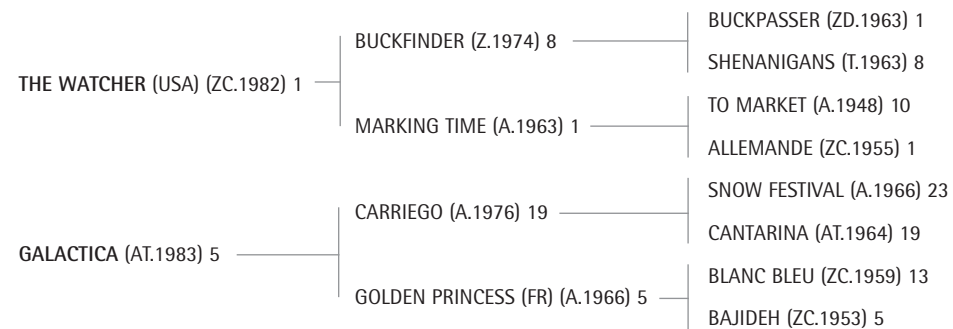 BUCKPASSER (ZD.1963) 1
BUCKFINDER (Z.1974) 8
SHENANIGANS (T.1963) 8
THE WATCHER (USA) (ZC.1982) 1
TO MARKET (A.1948) 10
MARKING TIME (A.1963) 1
ALLEMANDE (ZC.1955) 1
SNOW FESTIVAL (A.1966) 23
CARRIEGO (A.1976) 19
CANTARINA (AT.1964) 19
GALACTICA (AT.1983) 5
BLANC BLEU (ZC.1959) 13
GOLDEN PRINCESS (FR) (A.1966) 5
BAJIDEH (ZC.1953) 5